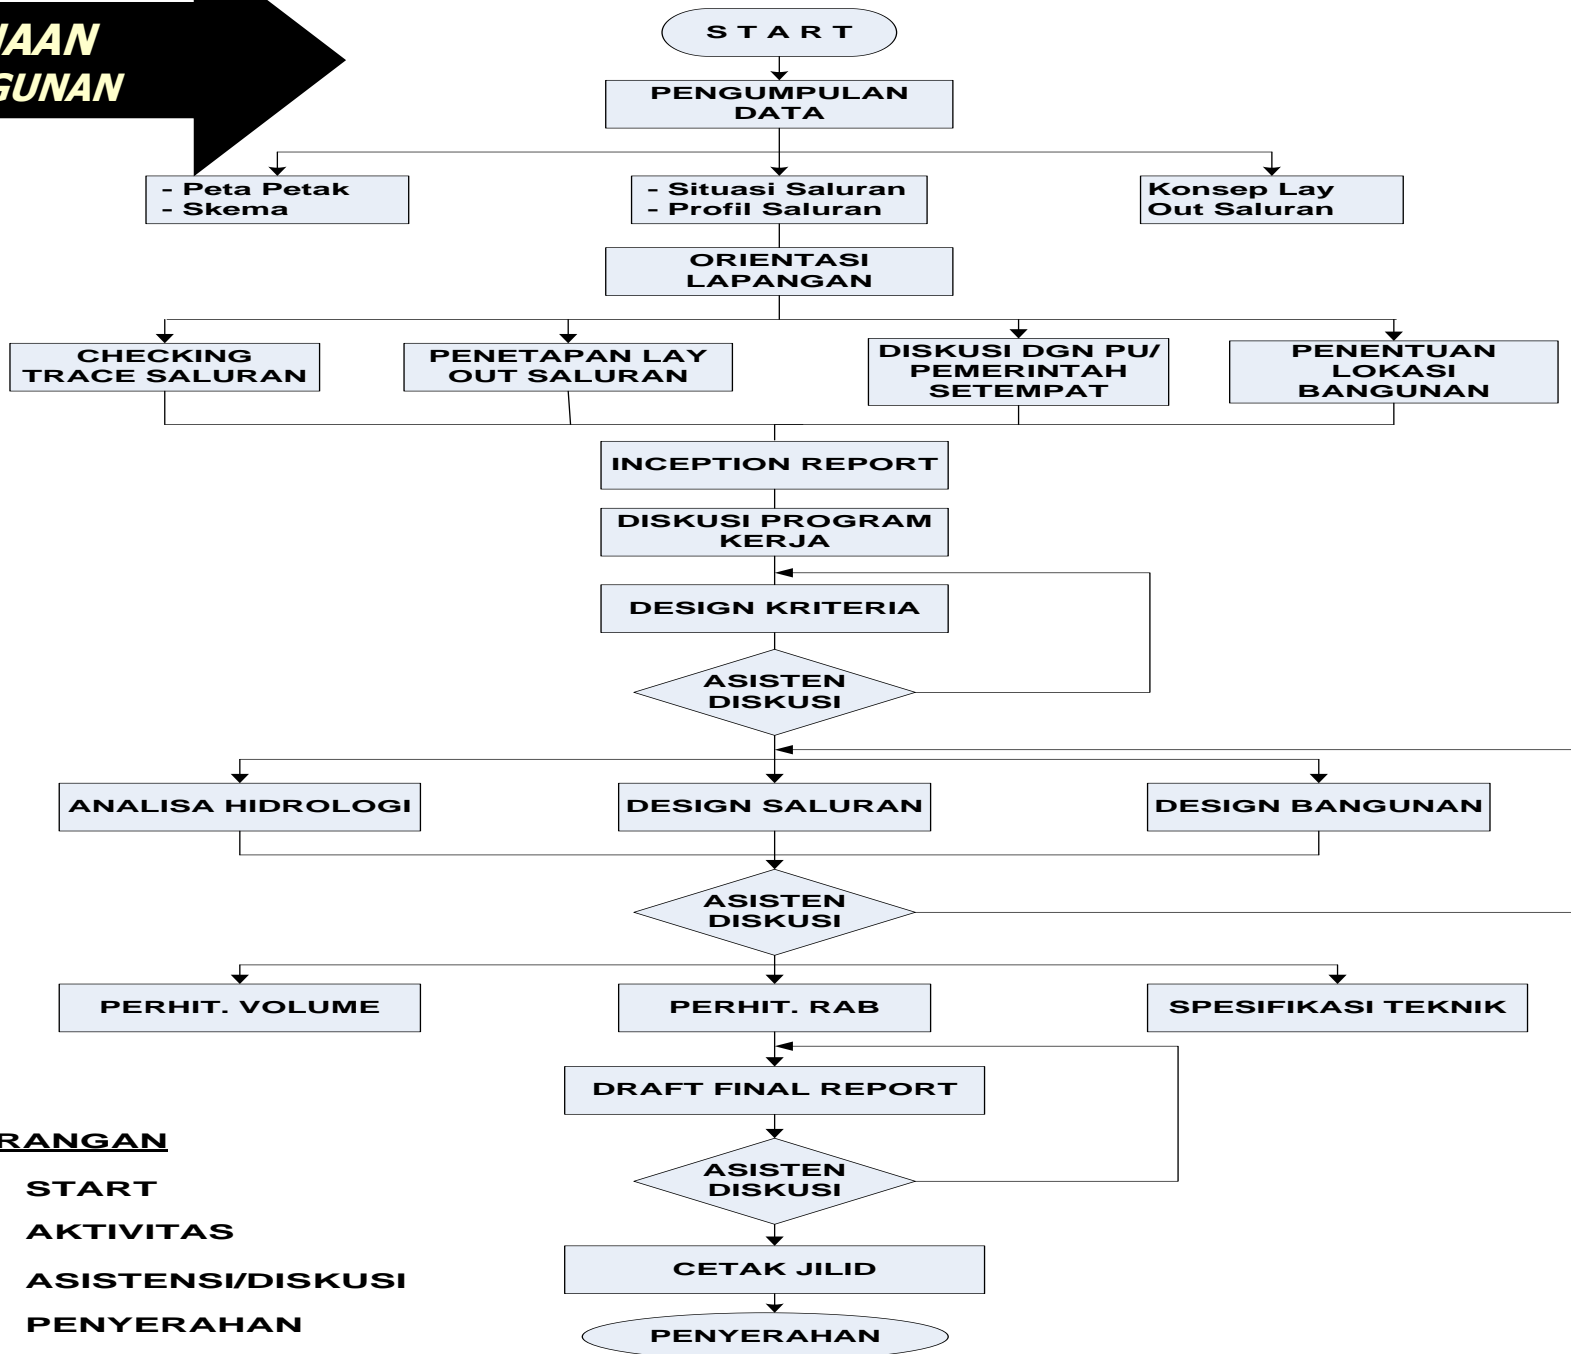 NAAN
GUNAN
S T A R T
PENGUMPULAN
DATA
- Peta Petak
- Skema
- Situasi Saluran
- Profil Saluran
Konsep Lay
Out Saluran
ORIENTASI
LAPANGAN
CHECKING
TRACE SALURAN
PENETAPAN LAY
OUT SALURAN
DISKUSI DGN PU/
PEMERINTAH
SETEMPAT
PENENTUAN
LOKASI
BANGUNAN
INCEPTION REPORT
DISKUSI PROGRAM
KERJA
DESIGN KRITERIA
ASISTEN
DISKUSI
ANALISA HIDROLOGI
DESIGN SALURAN
DESIGN BANGUNAN
ASISTEN
DISKUSI
PERHIT. VOLUME
PERHIT. RAB
SPESIFIKASI TEKNIK
DRAFT FINAL REPORT
ASISTEN
DISKUSI
CETAK JILID
PENYERAHAN
RANGAN
START
AKTIVITAS
ASISTENSI/DISKUSI
PENYERAHAN